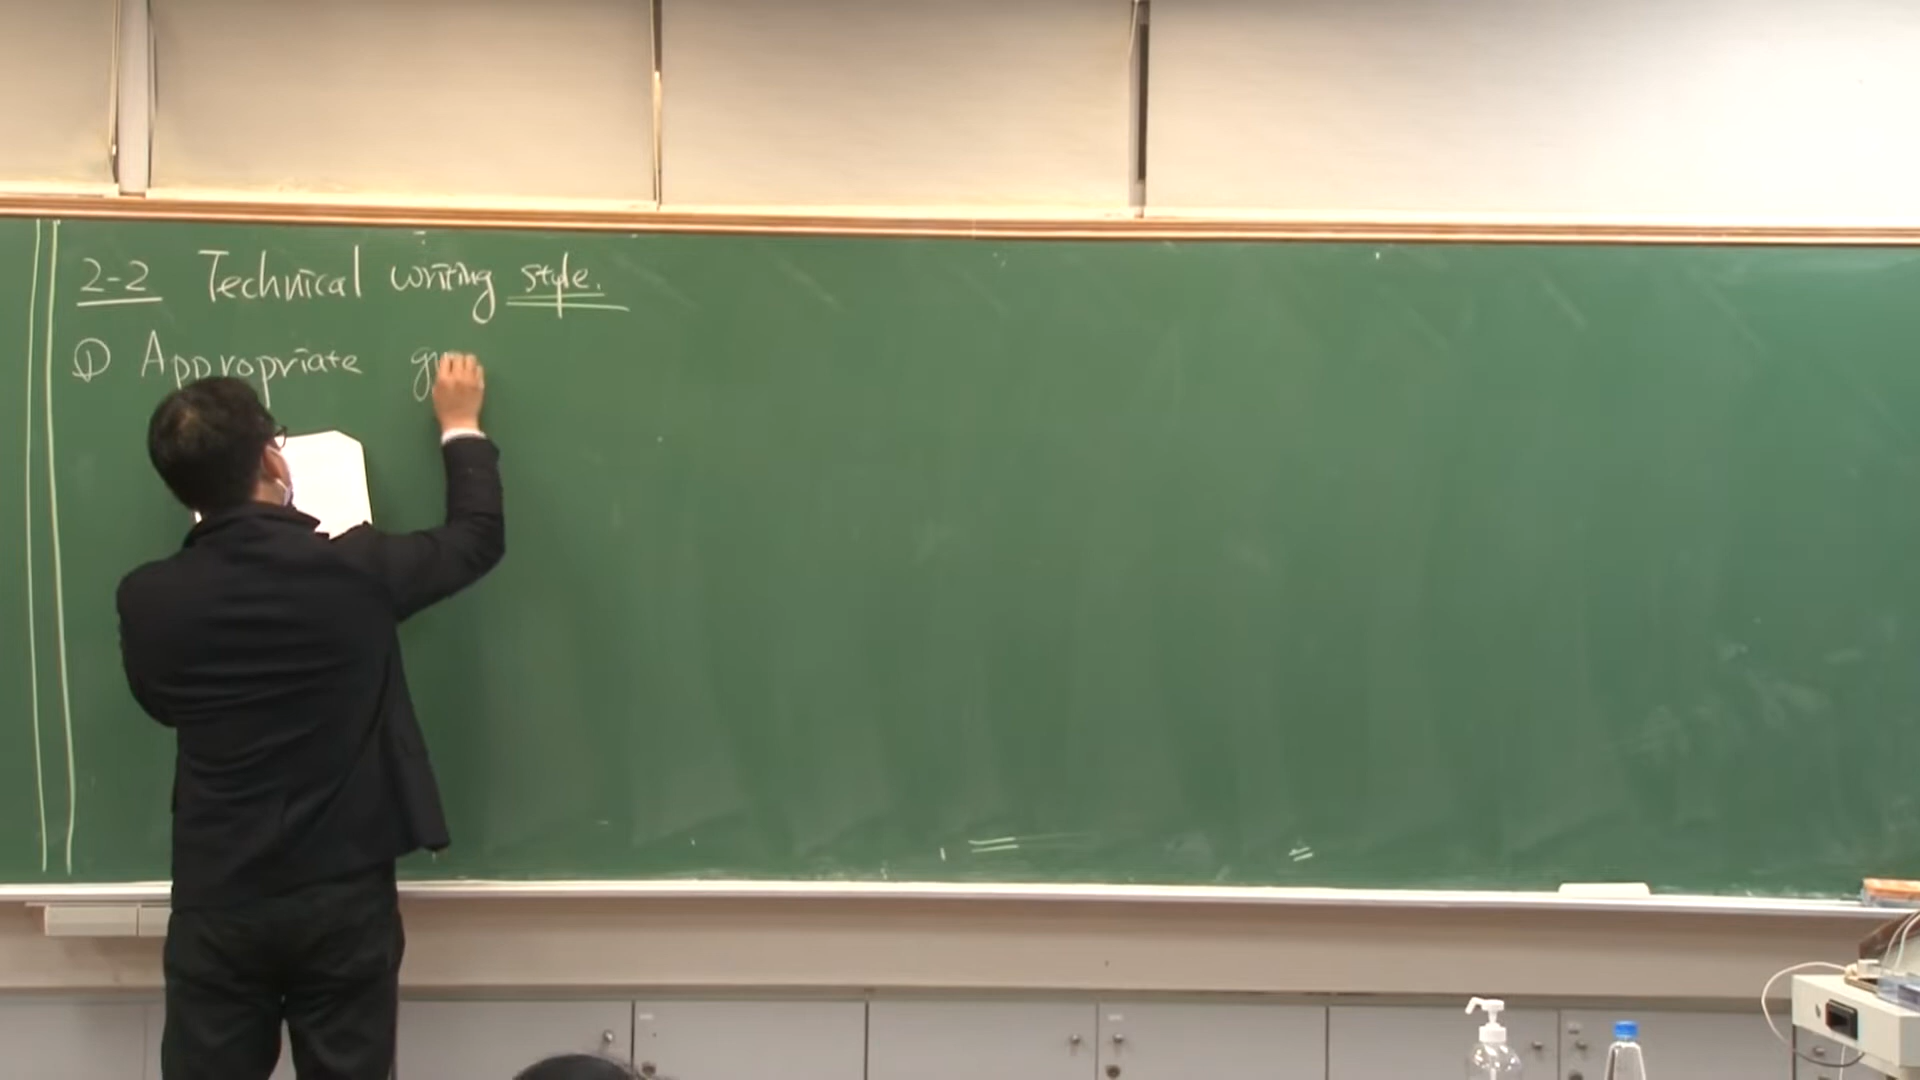 2-2 Technical writing style.
① Appropriate